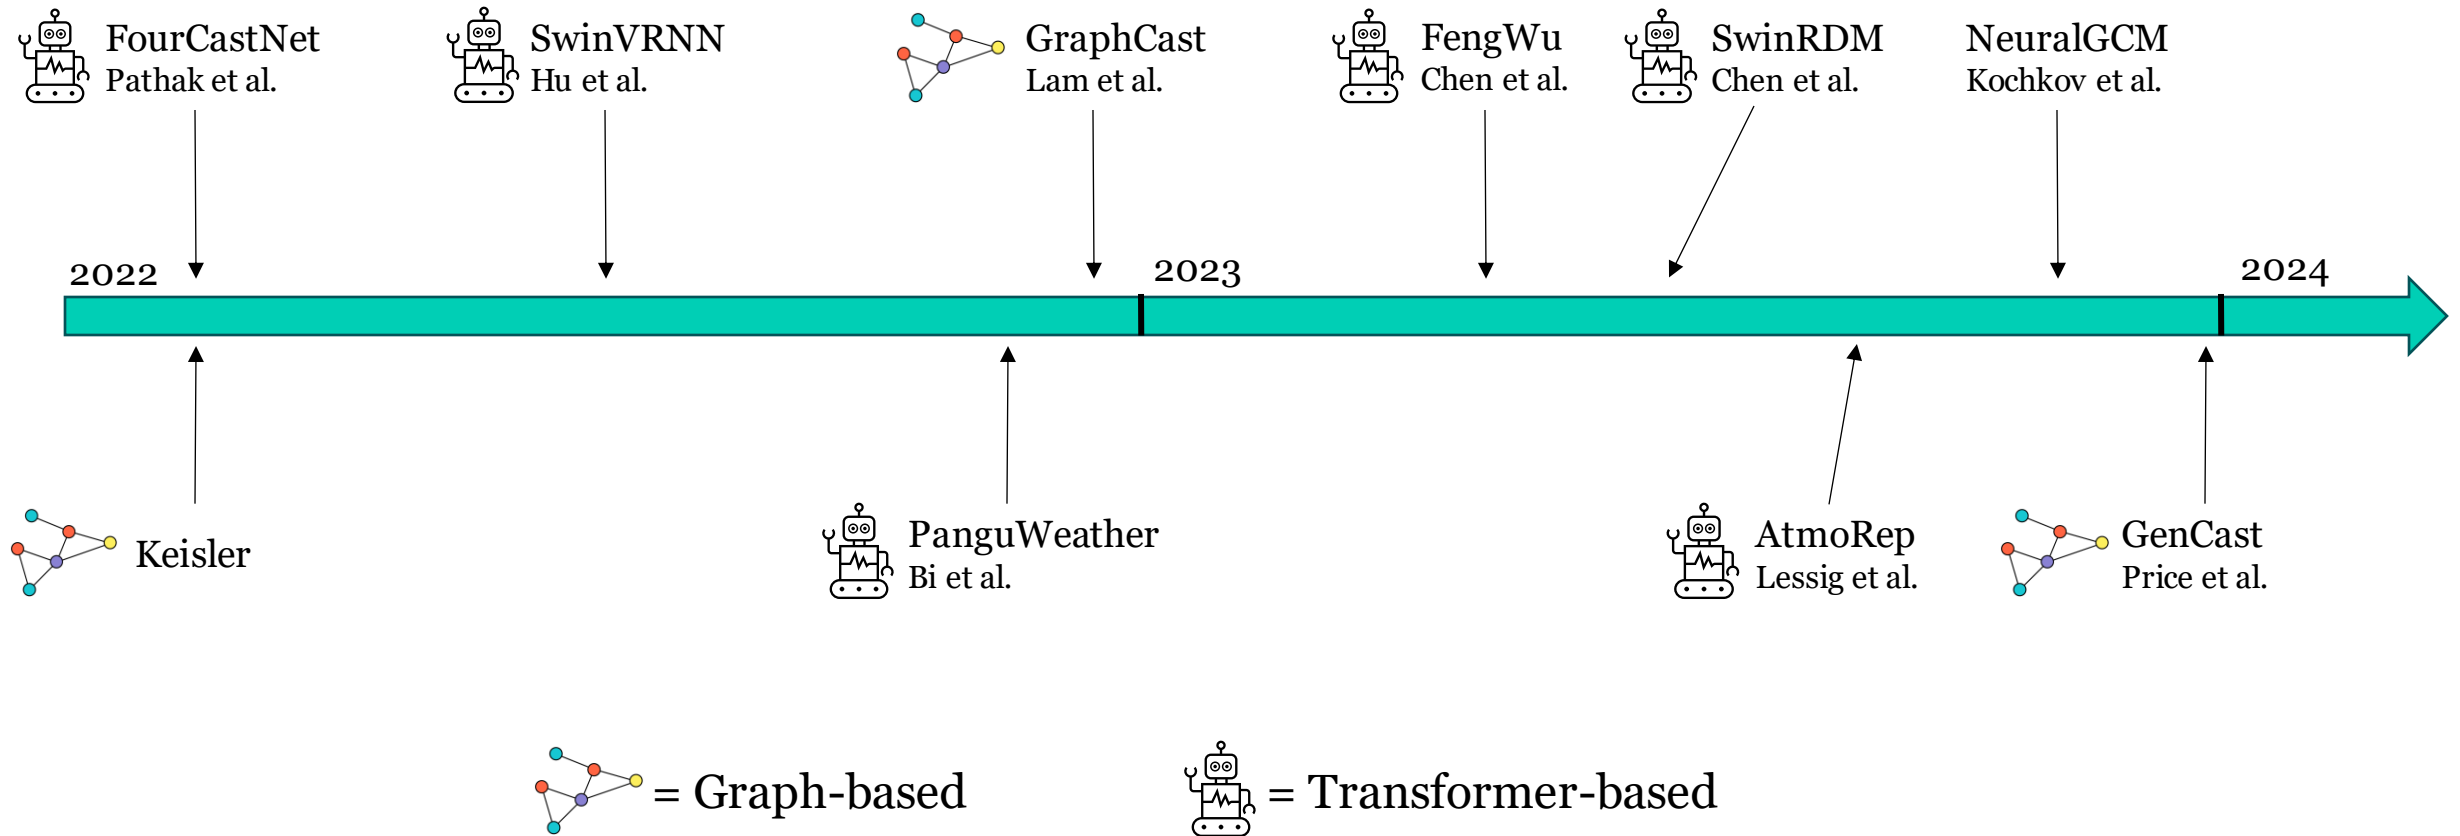 FourCastNet
Pathak et al.
SwinVRNN
Hu et al.
GraphCast
Lam et al.
FengWu
Chen et al.
SwinRDM
Chen et al.
NeuralGCM
Kochkov et al.
2022
2023
2024
Keisler
PanguWeather
Bi et al.
AtmoRep
Lessig et al.
GenCast
Price et al.
= Graph-based
= Transformer-based